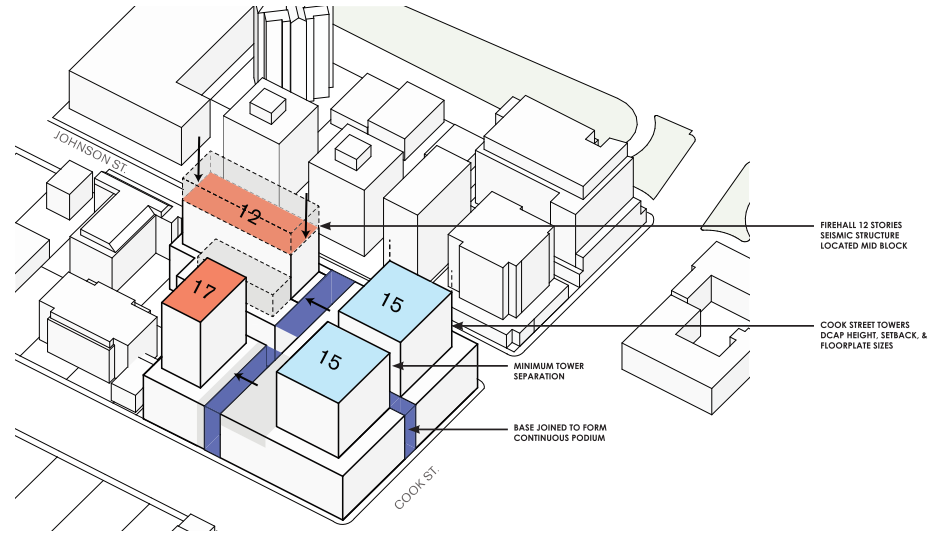 JOHNSON ST.
12
FIREHALL 12 STORIES
SEISMIC STRUCTURE
LOCATED MID BLOCK
17
15
COOK STREET TOWERS
DCAP HEIGHT, SETBACK, &
FLOORPLATE SIZES
15
MINIMUM TOWER
SEPARATION
BASE JOINED TO FORM
CONTINUOUS PODIUM
COOK ST.